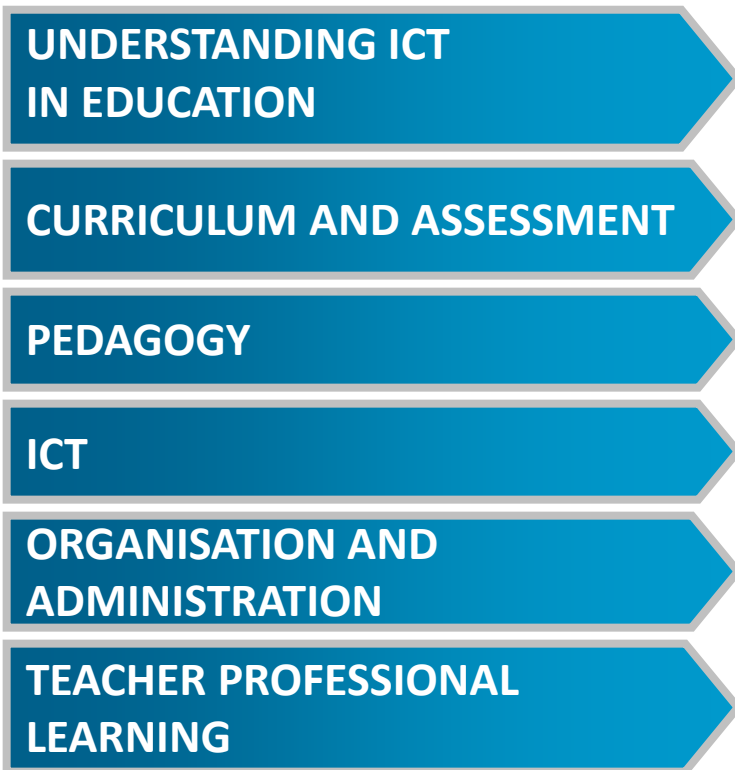 UNDERSTANDING ICT
IN EDUCATION
CURRICULUM AND ASSESSMENT
PEDAGOGY
ICT
ORGANISATION AND
ADMINISTRATION
TEACHER PROFESSIONAL
LEARNING